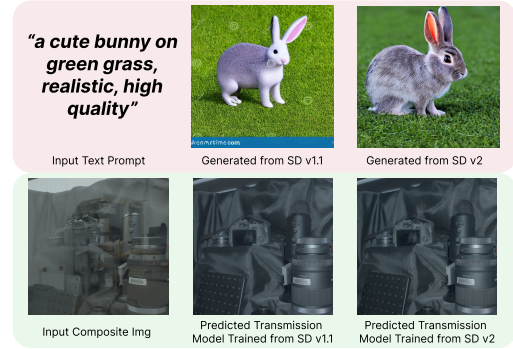 “a cute bunny on
green grass,
realistic, high
quality”
Input Text Prompt
Generated from SD v1.1
Generated from SD v2
dreamstime.com
Input Composite Img
Predicted Transmission
Model Trained from SD v1.1
Predicted Transmission
Model Trained from SD v2